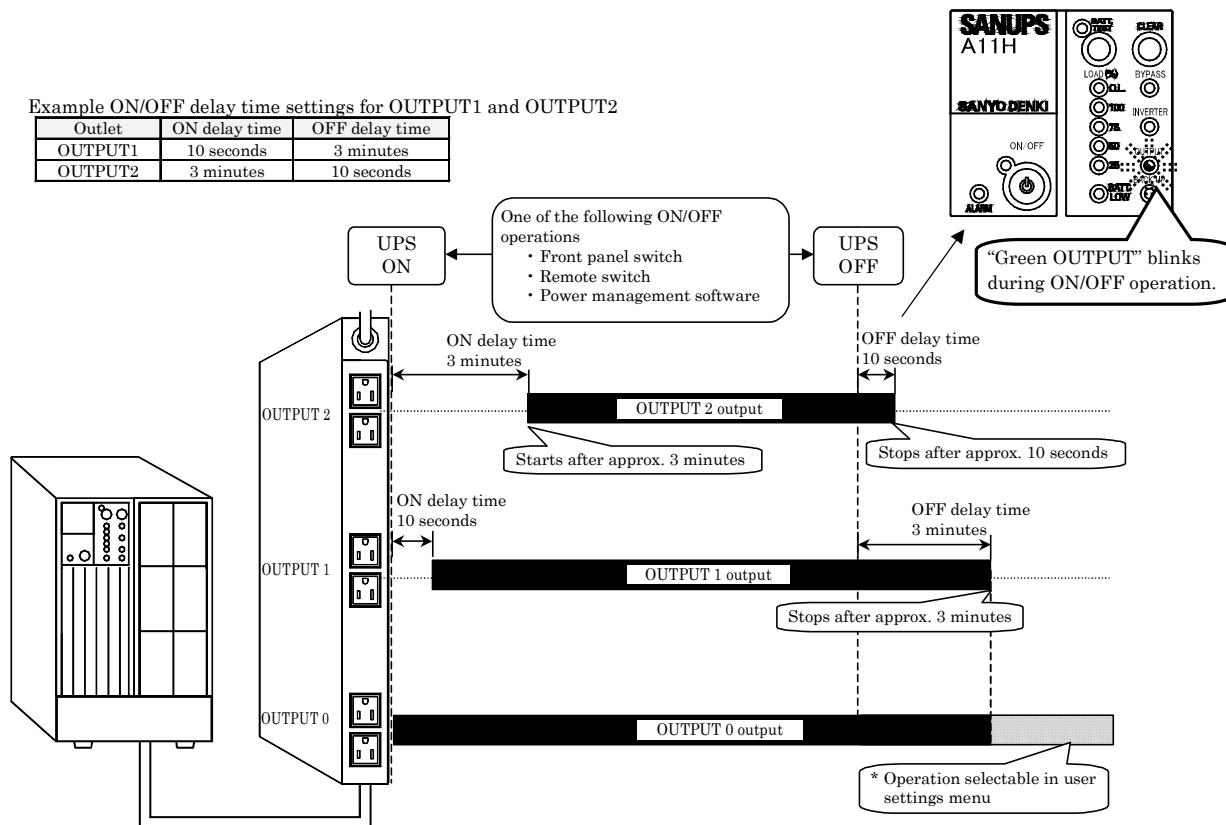 SANUPS
A11H
SANYO DENKI
ON/OFF
ALARM
BATT.
TEST
CLEAR
LOAD(%)
BYPASS
O.L.
100
INVERTER
75
50
OUTPUT
25
BACK UP
BATT.
LOW
"Green OUTPUT" blinks
during ON/OFF operation.
Example ON/OFF delay time settings for OUTPUT1 and OUTPUT2
Outlet ON delay time OFF delay time
OUTPUT1 10 seconds 3 minutes
OUTPUT2 3 minutes 10 seconds
UPS
ON
One of the following ON/OFF
operations
・Front panel switch
・Remote switch
・Power management software
UPS
OFF
ON delay time
3 minutes
OFF delay time
10 seconds
OUTPUT 2
OUTPUT 2 output
Starts after approx. 3 minutes
Stops after approx. 10 seconds
ON delay time
10 seconds
OFF delay time
3 minutes
OUTPUT 1
OUTPUT 1 output
Stops after approx. 3 minutes
OUTPUT 0
OUTPUT 0 output
* Operation selectable in user
settings menu